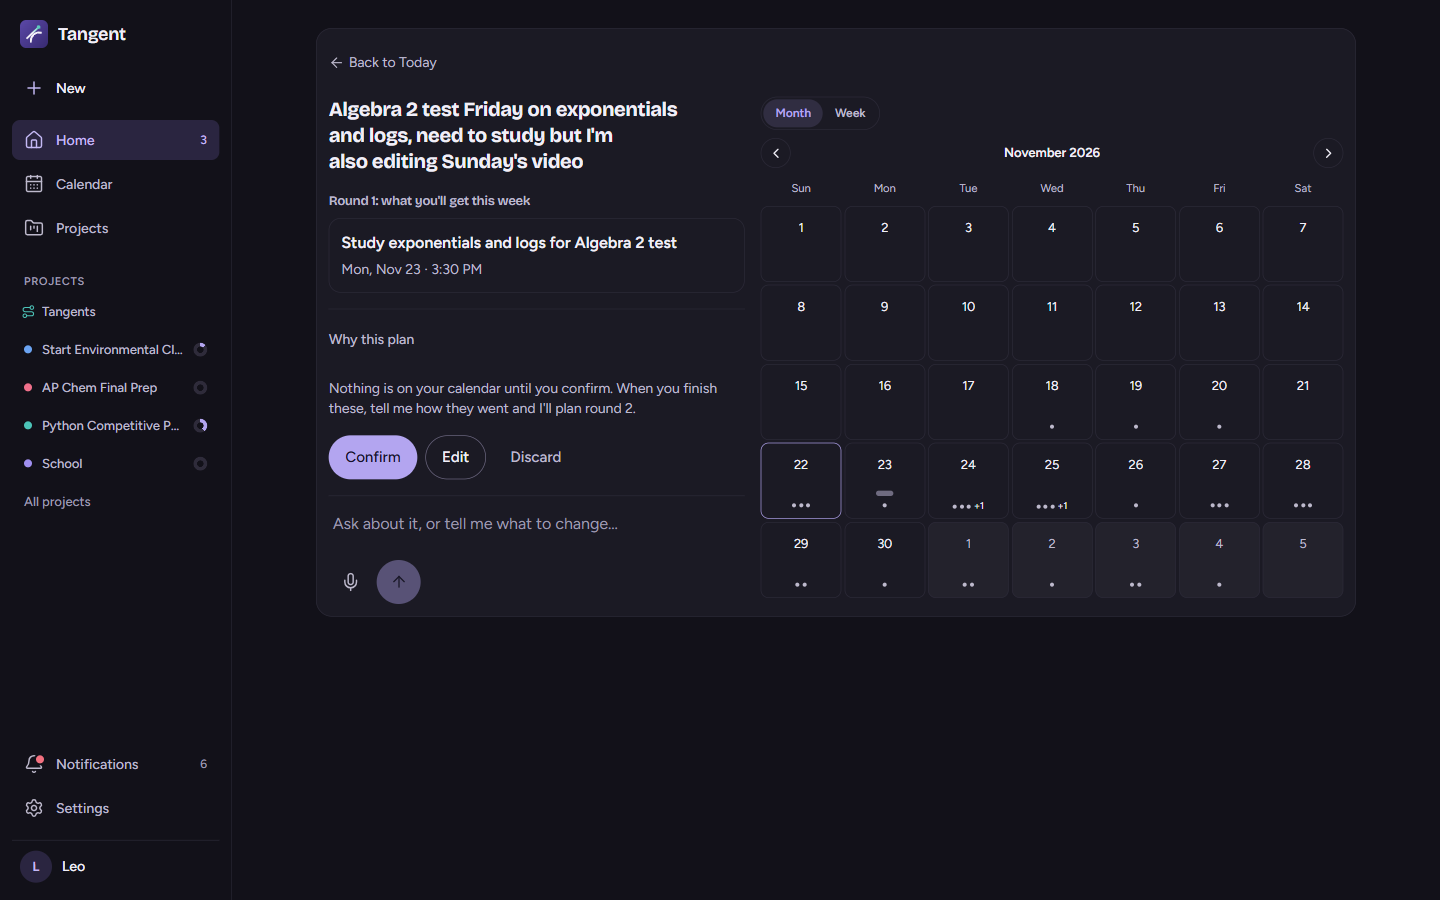 Tangent
New
Home 3
Calendar
Projects
PROJECTS
Tangents
Start Environmental Cl...
AP Chem Final Prep
Python Competitive P...
School
All projects
Notifications 6
Settings
L Leo
Back to Today
Algebra 2 test Friday on exponentials
and logs, need to study but I'm
also editing Sunday's video
Round 1: what you'll get this week
Study exponentials and logs for Algebra 2 test
Mon, Nov 23 · 3:30 PM
Why this plan
Nothing is on your calendar until you confirm. When you finish
these, tell me how they went and I'll plan round 2.
Confirm Edit Discard
Ask about it, or tell me what to change...
Month Week
November 2026
Sun Mon Tue Wed Thu Fri Sat
1 2 3 4 5 6 7
8 9 10 11 12 13 14
15 16 17 18 19 20 21
22 23 24 25 26 27 28
+1 +1
29 30 1 2 3 4 5